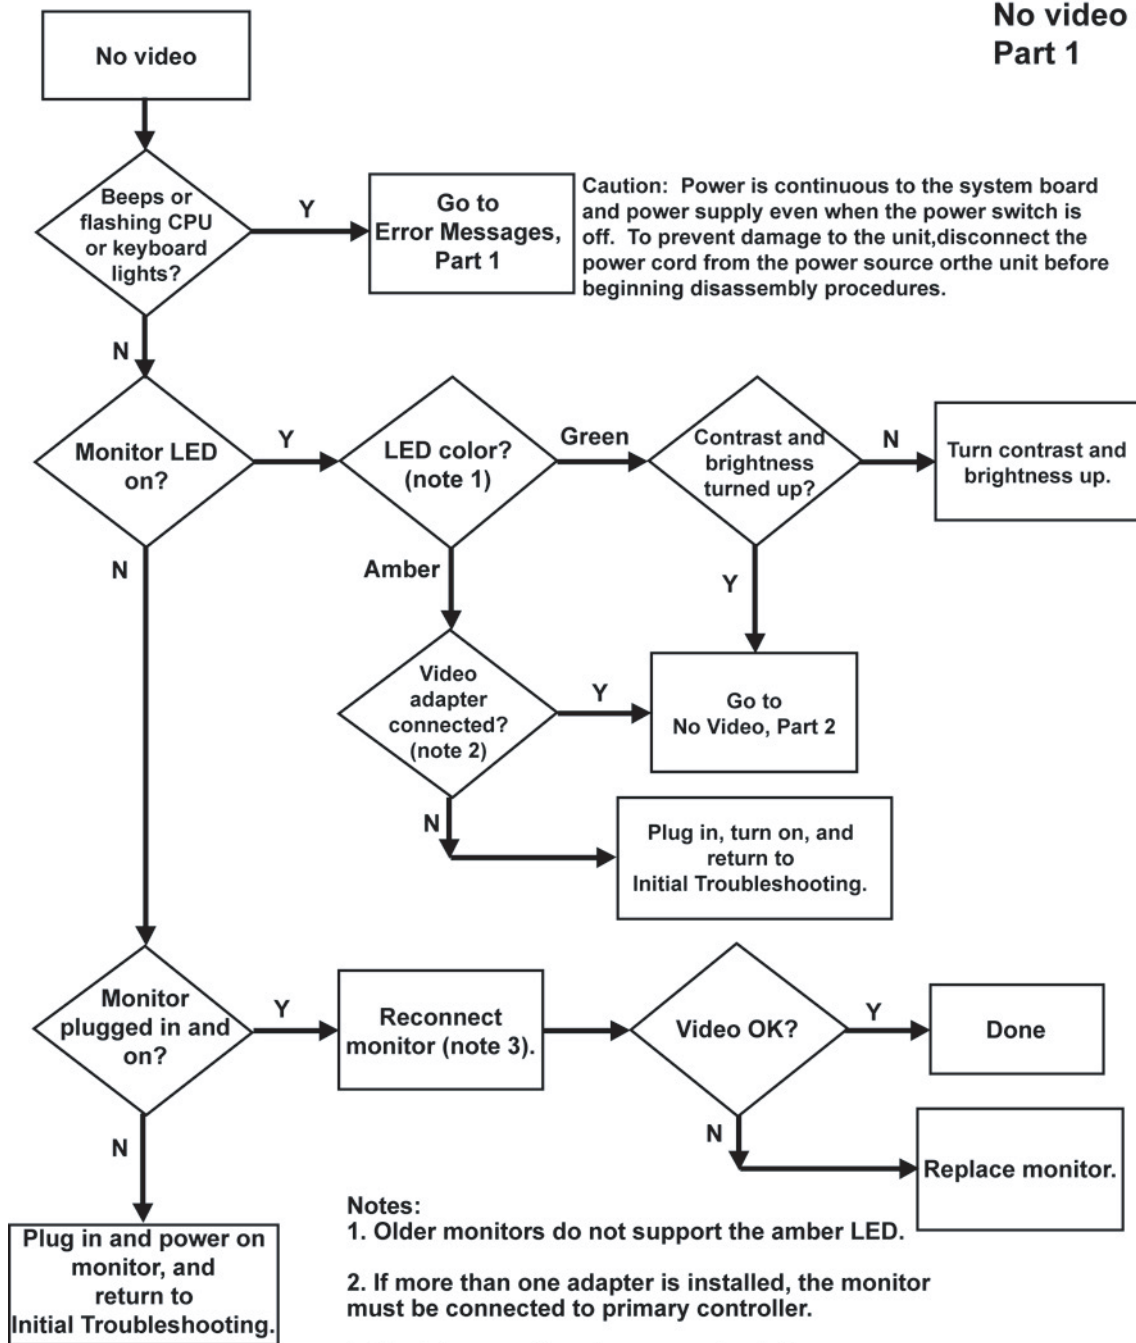 No video
Part 1
No video
Beeps or
flashing CPU
or keyboard
lights?
Y
Go to
Error Messages,
Part 1
Caution: Power is continuous to the system board
and power supply even when the power switch is
off. To prevent damage to the unit,disconnect the
power cord from the power source orthe unit before
beginning disassembly procedures.
N
Monitor LED
on?
Y
LED color?
(note 1)
Green
Contrast and
brightness
turned up?
N
Turn contrast and
brightness up.
N
Amber
Y
Video
adapter
connected?
(note 2)
Y
Go to
No Video, Part 2
N
Plug in, turn on, and
return to
Initial Troubleshooting.
Monitor
plugged in and
on?
Y
Reconnect
monitor (note 3).
Video OK?
Y
Done
N
N
Replace monitor.
Plug in and power on
monitor, and
return to
Initial Troubleshooting.
Notes:
1. Older monitors do not support the amber LED.
2. If more than one adapter is installed, the monitor
must be connected to primary controller.